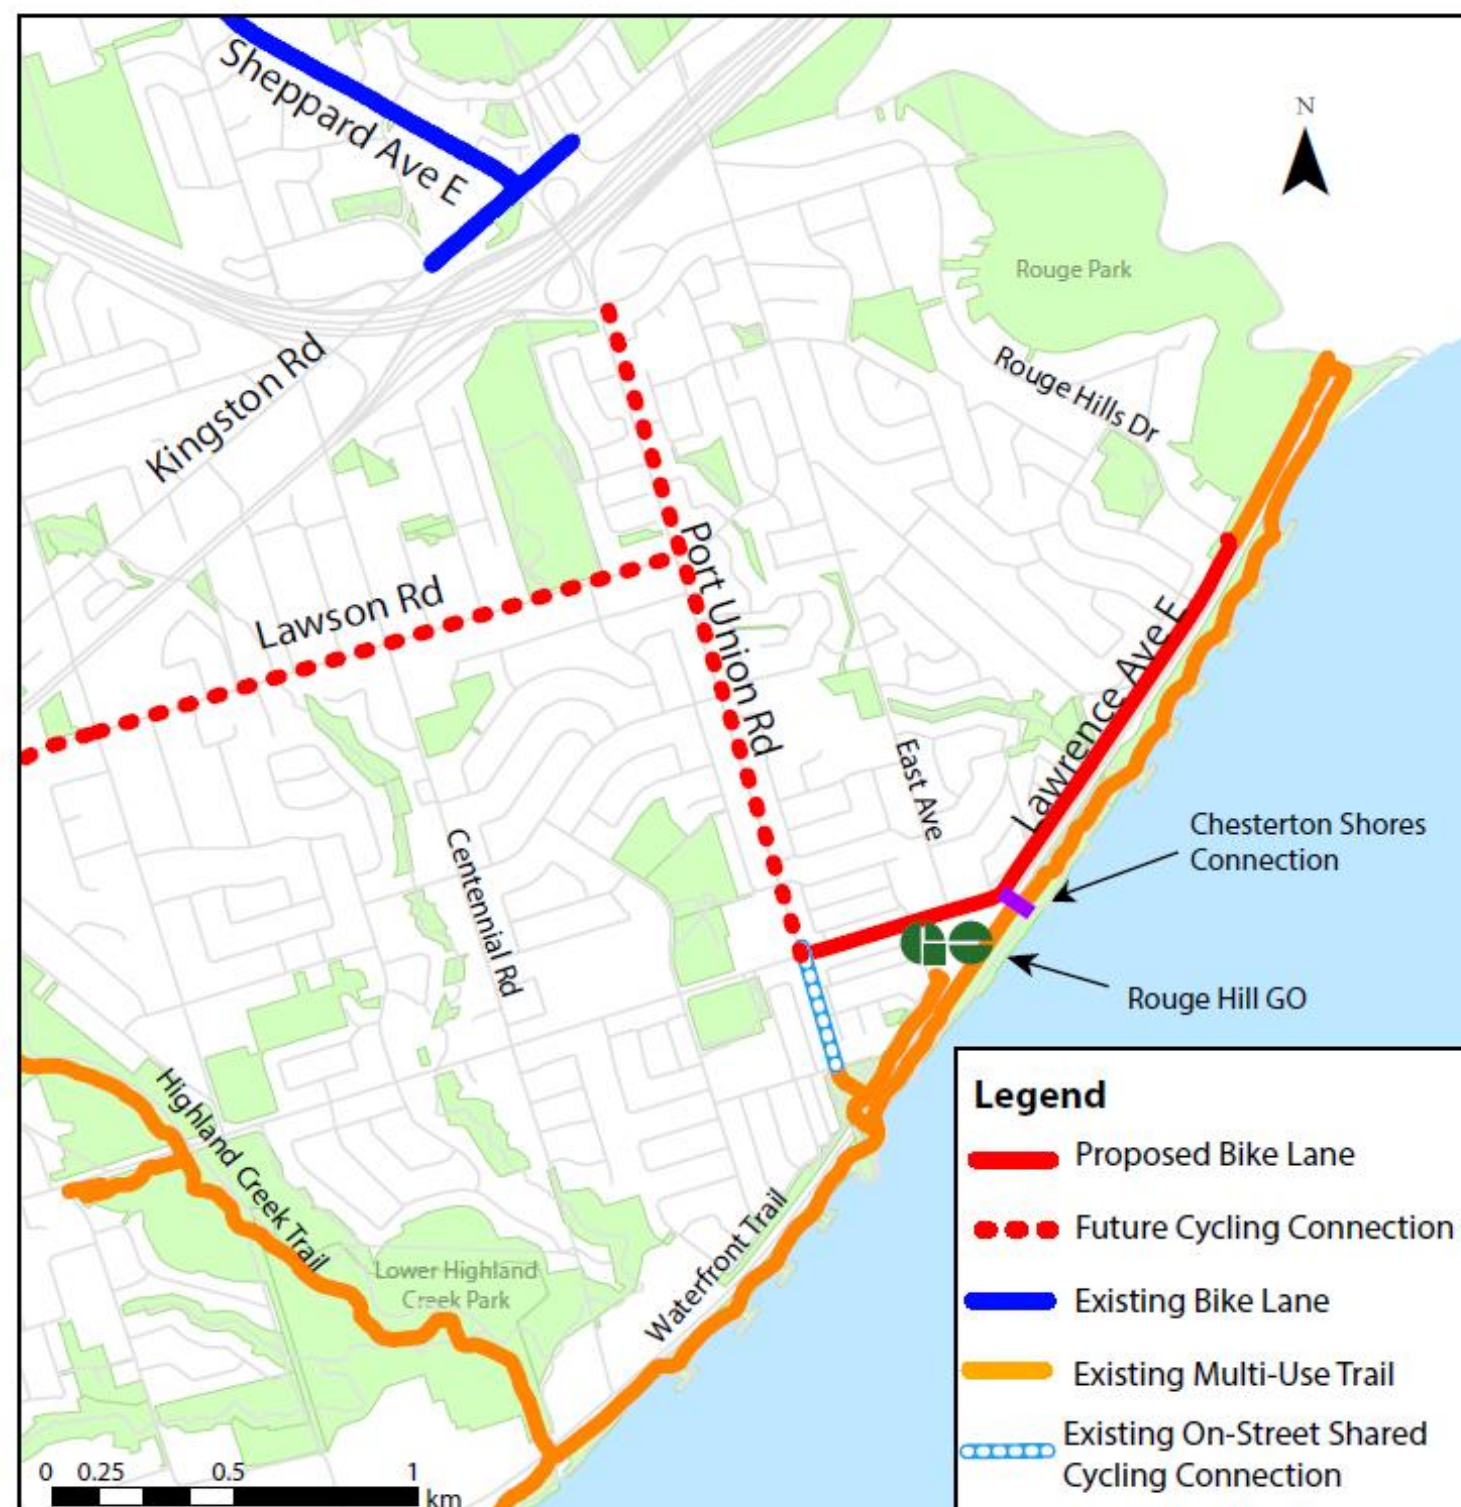 Sheppard Ave E
N
Rouge Park
Kingston Rd
Rouge Hills Dr
Port Union Rd
Lawson Rd
Lawrence Ave E
East Ave
Chesterton Shores
Connection
Centennial Rd
Rouge Hill GO
Highland Creek Trail
Lower Highland
Creek Park
Waterfront Trail
Legend
Proposed Bike Lane
Future Cycling Connection
Existing Bike Lane
Existing Multi-Use Trail
Existing On-Street Shared
Cycling Connection
0 0.25 0.5 1
km